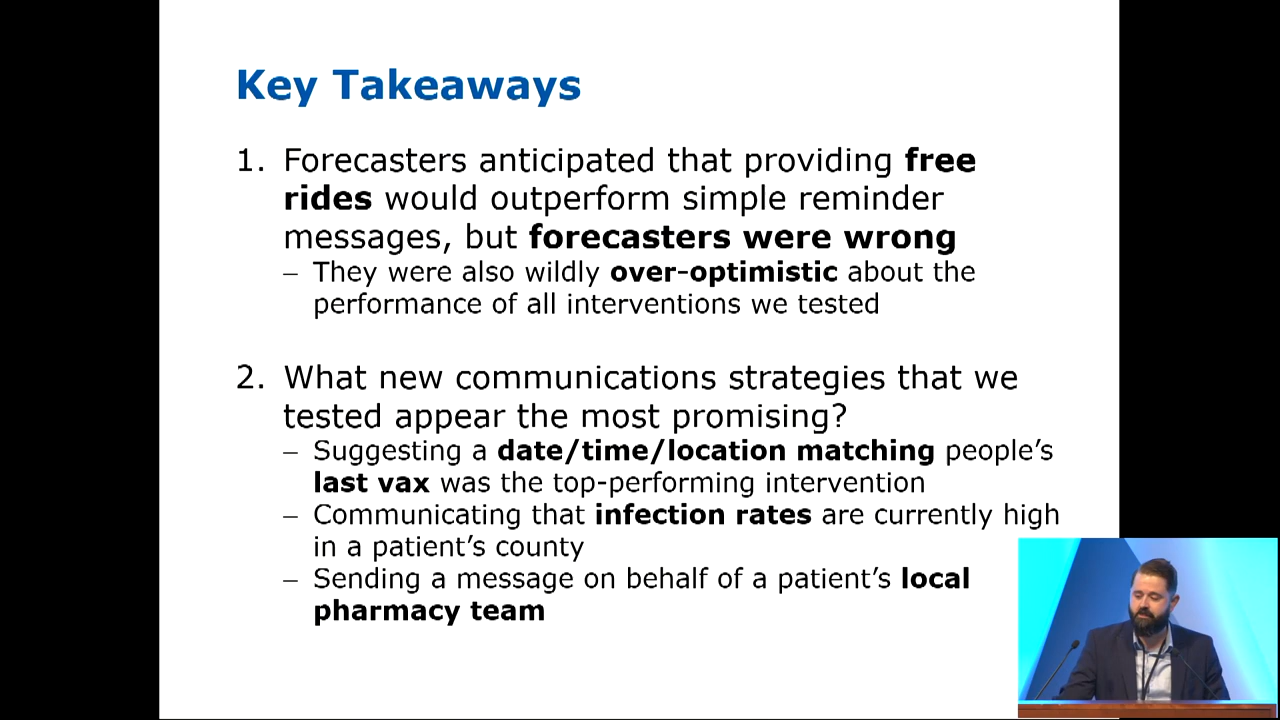 Key Takeaways
1. Forecasters anticipated that providing free
rides would outperform simple reminder
messages, but forecasters were wrong
– They were also wildly over-optimistic about the
performance of all interventions we tested
2. What new communications strategies that we
tested appear the most promising?
– Suggesting a date/time/location matching people’s
last vax was the top-performing intervention
– Communicating that infection rates are currently high
in a patient’s county
– Sending a message on behalf of a patient’s local
pharmacy team